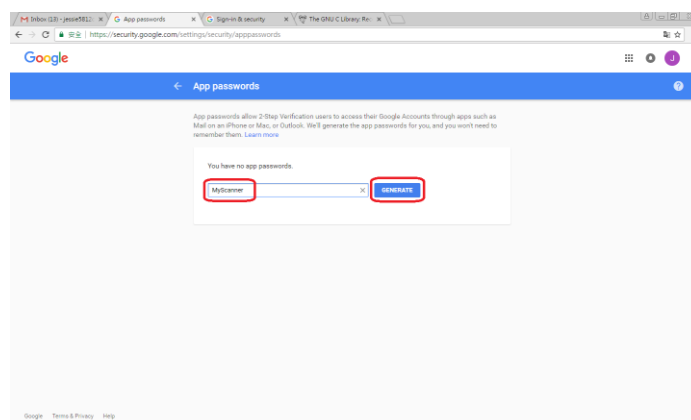 Inbox (13) - jessie5812
App passwords
Sign-in & security
The GNU C Library: Re
安全 | https://security.google.com/settings/security/apppasswords
Google
J
App passwords
App passwords allow 2-Step Verification users to access their Google Accounts through apps such as
Mail on an iPhone or Mac, or Outlook. We'll generate the app passwords for you, and you won't need to
remember them. Learn more
You have no app passwords.
MyScanner
GENERATE
Google Terms & Privacy Help